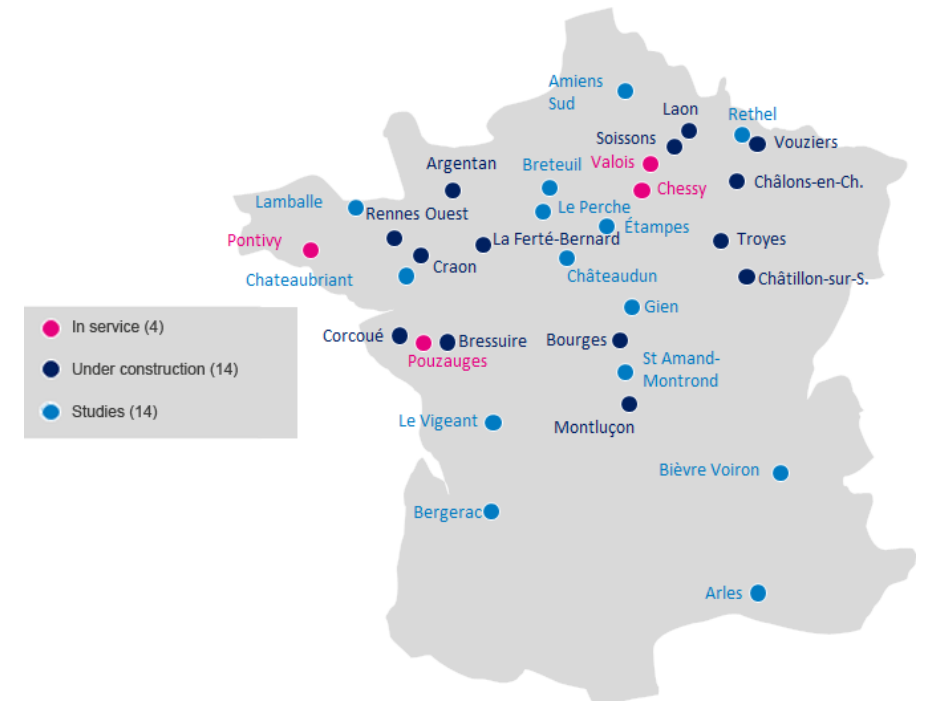 Amiens
Sud
Laon
Rethel
Soissons
Vouziers
Argentan
Breteuil
Valois
Chessy
Châlons-en-Ch.
Lamballe
Rennes Ouest
Le Perche
Étampes
Pontivy
La Ferté-Bernard
Troyes
Craon
Chateaubriant
Châteaudun
Châtillon-sur-S.
Gien
In service (4)
Under construction (14)
Studies (14)
Corcoué
Bressuire
Pouzauges
Bourges
St Amand-
Montrond
Le Vigeant
Montluçon
Bièvre Voiron
Bergerac
Arles